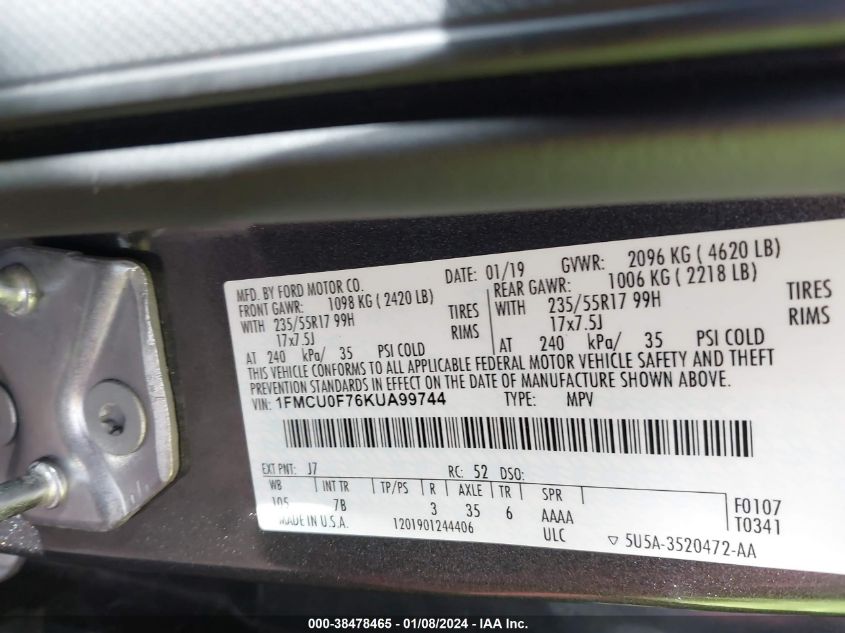 MFD. BY FORD MOTOR CO. DATE: 01/19 GVWR: 2096 KG ( 4620 LB)
FRONT GAWR: 1098 KG ( 2420 LB) REAR GAWR: 1006 KG ( 2218 LB)
WITH 235/55R17 99H TIRES WITH 235/55R17 99H TIRES
17x7.5J RIMS 17x7.5J RIMS
AT 240 kPa/ 35 PSI COLD AT 240 kPa/ 35 PSI COLD
THIS VEHICLE CONFORMS TO ALL APPLICABLE FEDERAL MOTOR VEHICLE SAFETY AND THEFT
PREVENTION STANDARDS IN EFFECT ON THE DATE OF MANUFACTURE SHOWN ABOVE.
VIN: 1FMCU0F76KUA99744 TYPE: MPV
EXT PNT: J7 RC: 52 DSO:
WB INT TR TP/PS R AXLE TR SPR
105 7B 3 35 6 AAAA F0107
MADE IN U.S.A. 1201901244406 ULC T0341
5U5A-3520472-AA
000-38478465 - 01/08/2024 - IAA Inc.